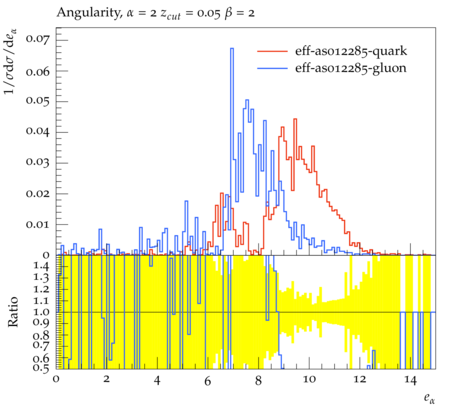 Angularity, α = 2 z_cut = 0.05 β = 2
1/σdσ/de_α
0.07
0.06
0.05
0.04
0.03
0.02
0.01
0
eff-as012285-quark
eff-as012285-gluon
Ratio
1.4
1.3
1.2
1.1
1.0
0.9
0.8
0.7
0.6
0.5
0 2 4 6 8 10 12 14
e_α